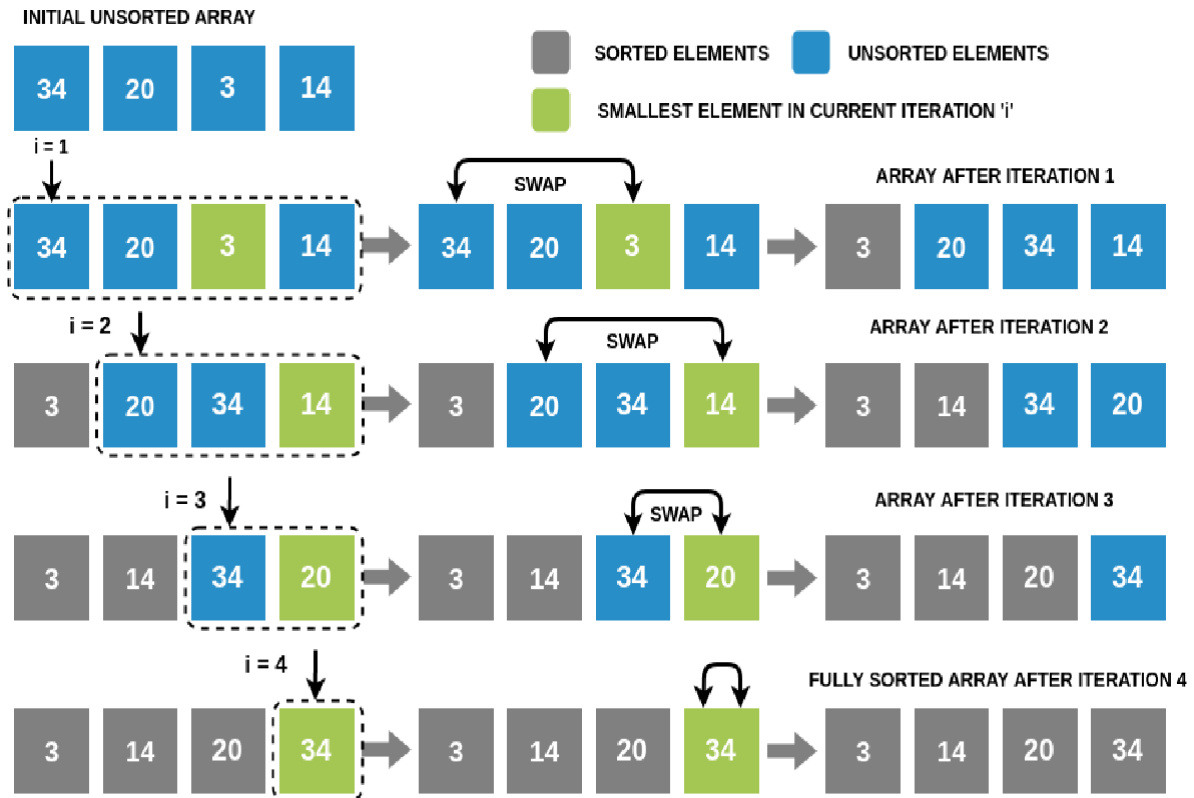 INITIAL UNSORTED ARRAY
34 20 3 14
SORTED ELEMENTS
UNSORTED ELEMENTS
SMALLEST ELEMENT IN CURRENT ITERATION 'i'
i = 1
34 20 3 14
SWAP
34 20 3 14
ARRAY AFTER ITERATION 1
3 20 34 14
i = 2
3 20 34 14
SWAP
3 20 34 14
ARRAY AFTER ITERATION 2
3 14 34 20
i = 3
3 14 34 20
SWAP
3 14 34 20
ARRAY AFTER ITERATION 3
3 14 20 34
i = 4
3 14 20 34
3 14 20 34
FULLY SORTED ARRAY AFTER ITERATION 4
3 14 20 34